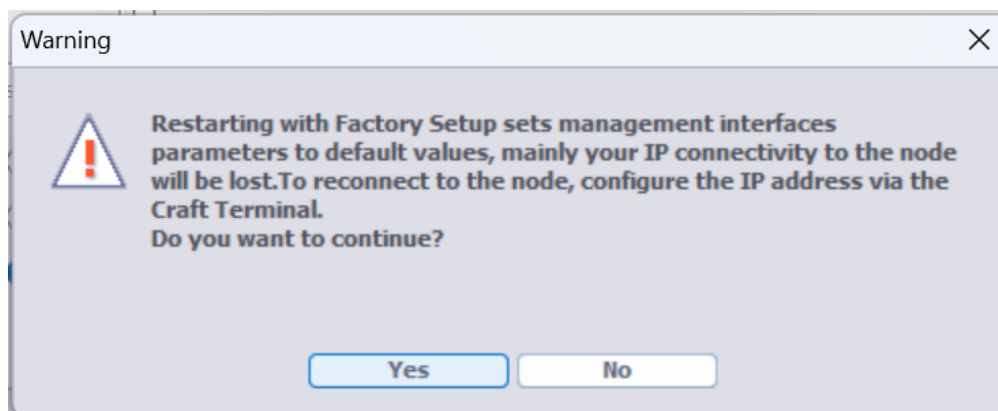 Warning
Restarting with Factory Setup sets management interfaces
parameters to default values, mainly your IP connectivity to the node
will be lost.To reconnect to the node, configure the IP address via the
Craft Terminal.
Do you want to continue?
Yes
No